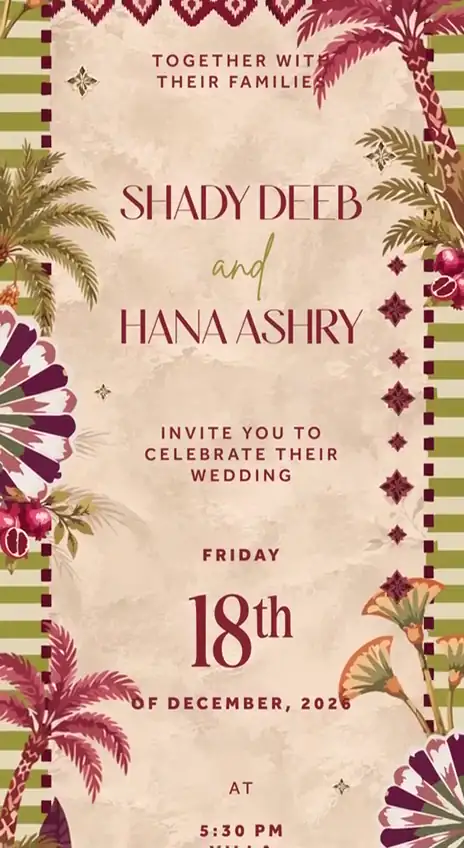 TOGETHER WITH
THEIR FAMILIES
SHADY DEEB
and
HANA ASHRY
INVITE YOU TO
CELEBRATE THEIR
WEDDING
FRIDAY
18th
OF DECEMBER, 2026
AT
5:30 PM
VILLA